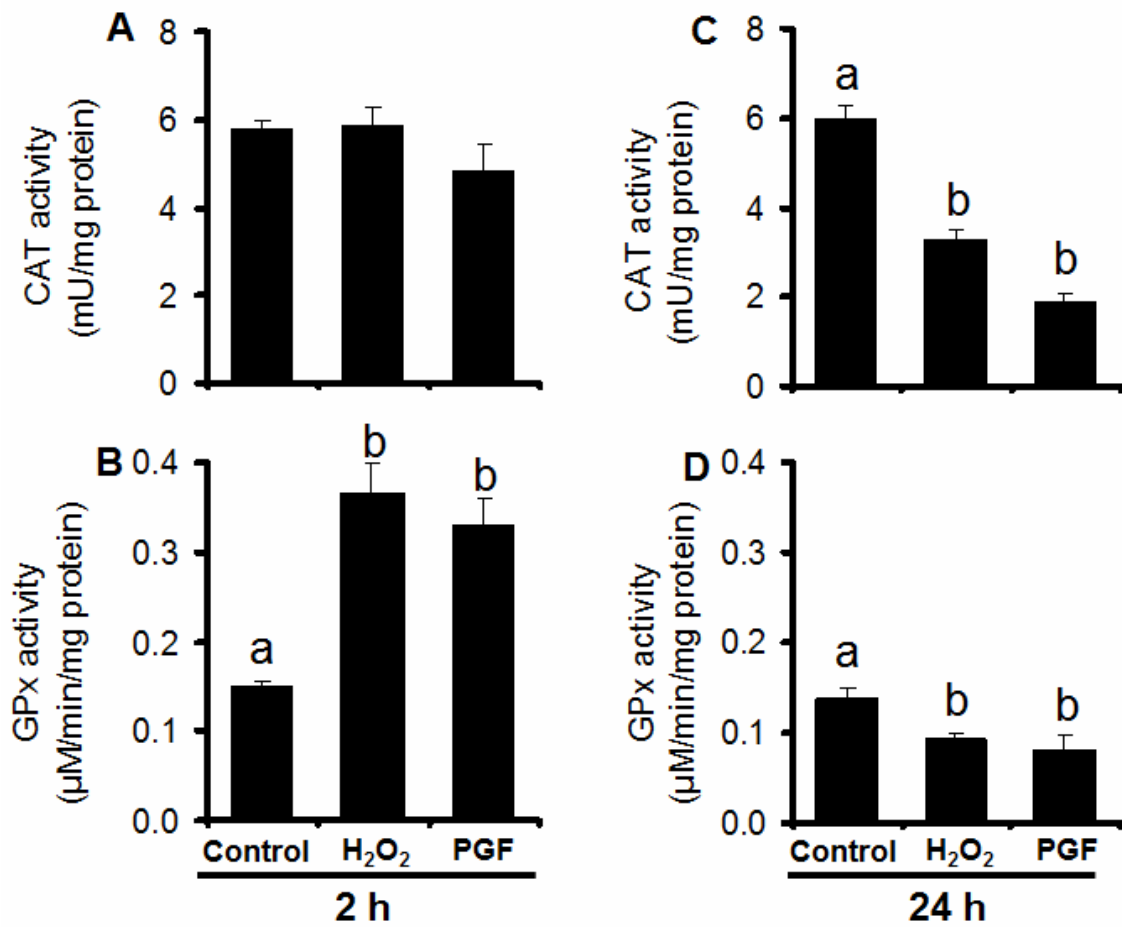 A
CAT activity
(mU/mg protein)
8
6
4
2
0
C
CAT activity
(mU/mg protein)
8
6
4
2
0
a
b
b
B
GPx activity
(µM/min/mg protein)
0.4
0.3
0.2
0.1
0.0
a
b
b
Control H₂O₂ PGF
2 h
D
GPx activity
(µM/min/mg protein)
0.4
0.3
0.2
0.1
0.0
a
b
b
Control H₂O₂ PGF
24 h